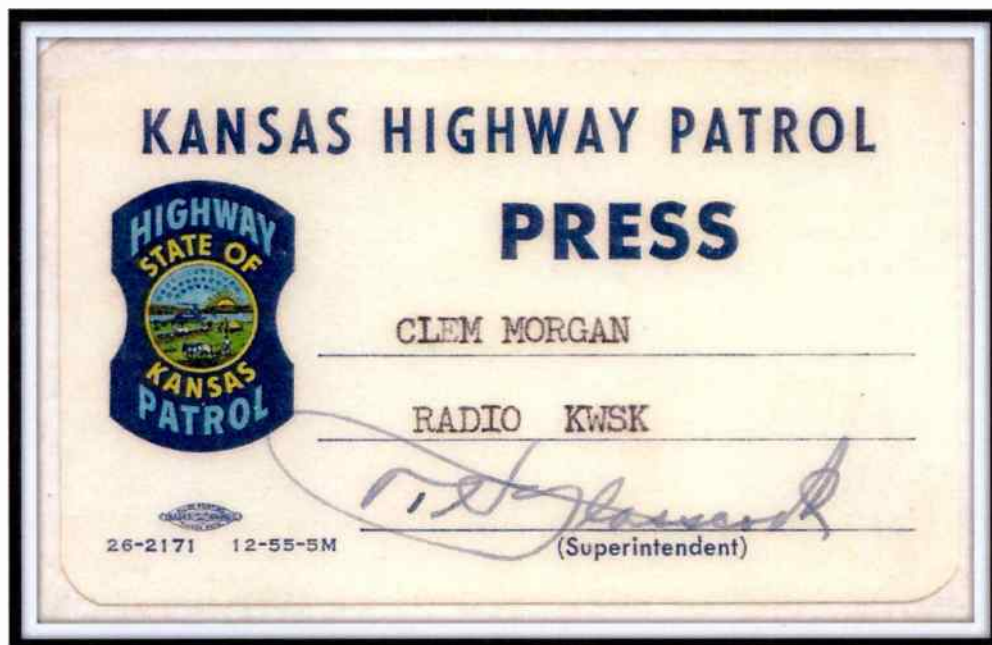 KANSAS HIGHWAY PATROL
PRESS
HIGHWAY
STATE OF
KANSAS
PATROL
CLEM MORGAN
RADIO KWSK
Glasscock
(Superintendent)
26-2171 12-55-5M